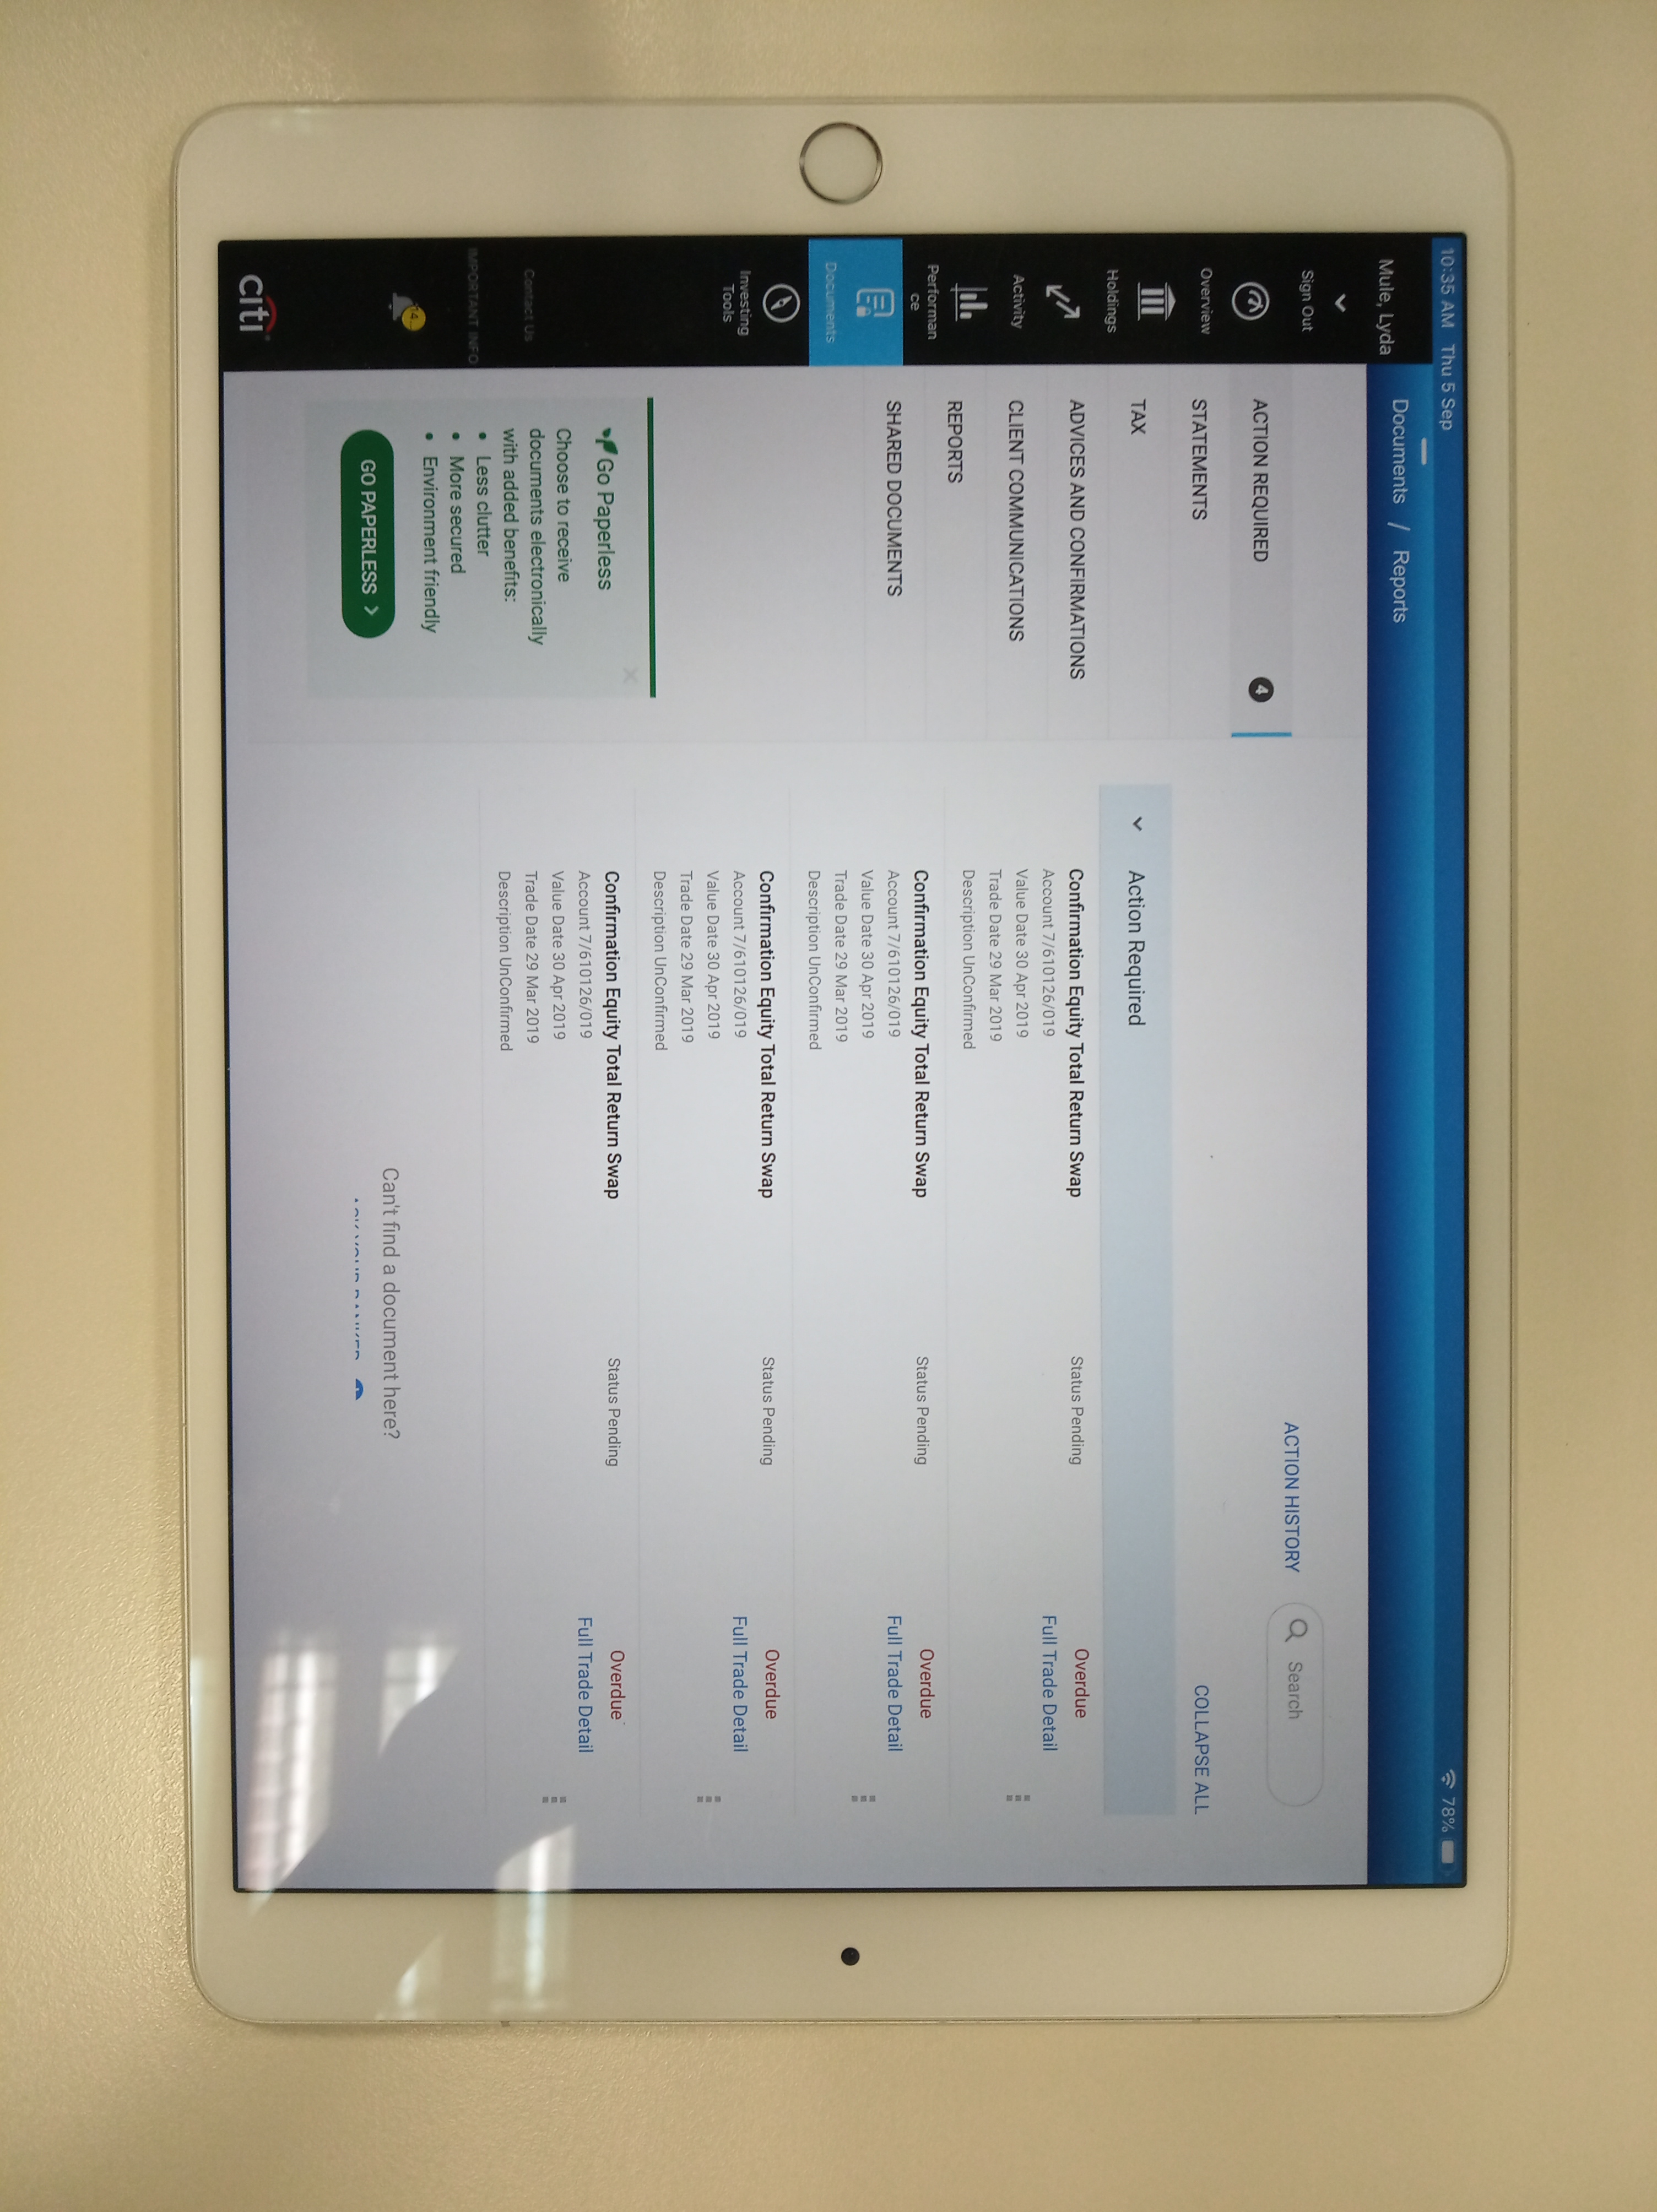 10:35 AM Thu 5 Sep
78%
Mule, Lyda
Sign Out
Overview
Holdings
Activity
Performan
ce
Documents
Investing
Tools
Contact Us
IMPORTANT INFO
citi
Documents / Reports
ACTION REQUIRED 4
STATEMENTS
TAX
ADVICES AND CONFIRMATIONS
CLIENT COMMUNICATIONS
REPORTS
SHARED DOCUMENTS
Go Paperless
Choose to receive
documents electronically
with added benefits:
• Less clutter
• More secured
• Environment friendly
GO PAPERLESS >
ACTION HISTORY
Search
COLLAPSE ALL
Action Required
Confirmation Equity Total Return Swap Status Pending Overdue
Account 7/610126/019 Full Trade Detail
Value Date 30 Apr 2019
Trade Date 29 Mar 2019
Description UnConfirmed
Confirmation Equity Total Return Swap Status Pending Overdue
Account 7/610126/019 Full Trade Detail
Value Date 30 Apr 2019
Trade Date 29 Mar 2019
Description UnConfirmed
Confirmation Equity Total Return Swap Status Pending Overdue
Account 7/610126/019 Full Trade Detail
Value Date 30 Apr 2019
Trade Date 29 Mar 2019
Description UnConfirmed
Confirmation Equity Total Return Swap Status Pending Overdue
Account 7/610126/019 Full Trade Detail
Value Date 30 Apr 2019
Trade Date 29 Mar 2019
Description UnConfirmed
Can't find a document here?